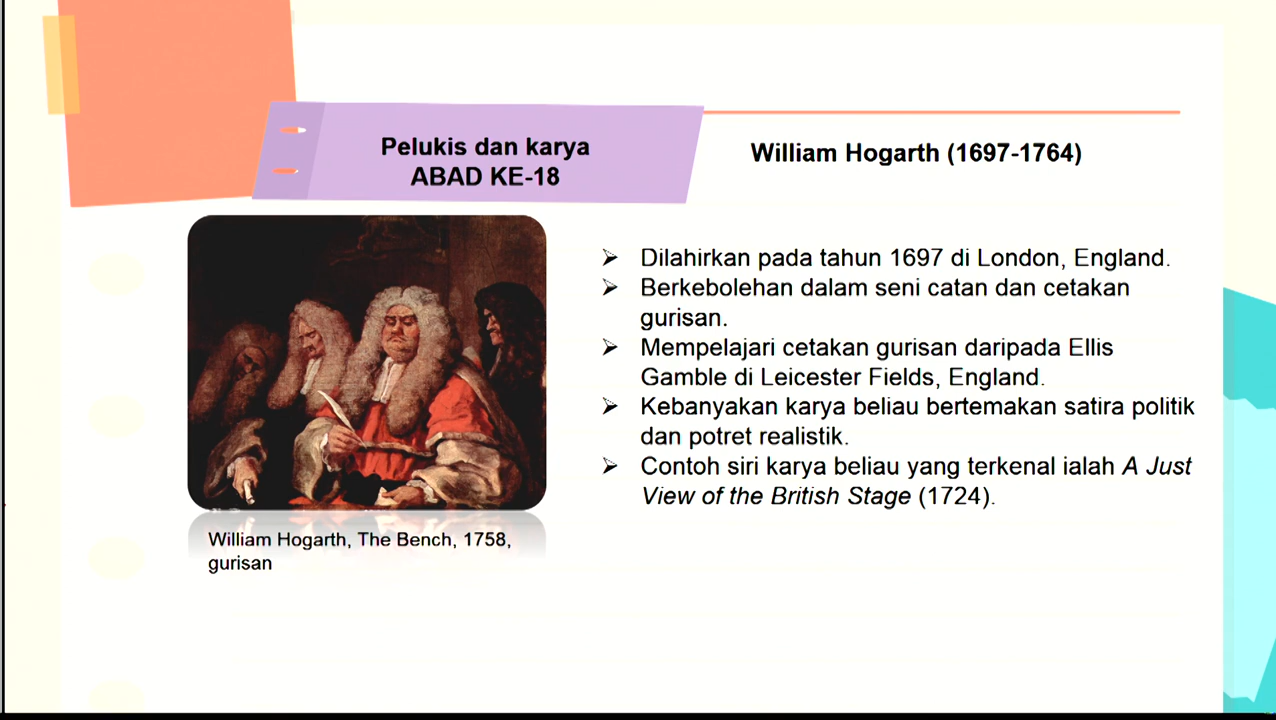 Pelukis dan karya
ABAD KE-18
William Hogarth (1697-1764)
Dilahirkan pada tahun 1697 di London, England.
Berkebolehan dalam seni catan dan cetakan
gurisan.
Mempelajari cetakan gurisan daripada Ellis
Gamble di Leicester Fields, England.
Kebanyakan karya beliau bertemakan satira politik
dan potret realistik.
Contoh siri karya beliau yang terkenal ialah A Just
View of the British Stage (1724).
William Hogarth, The Bench, 1758,
gurisan